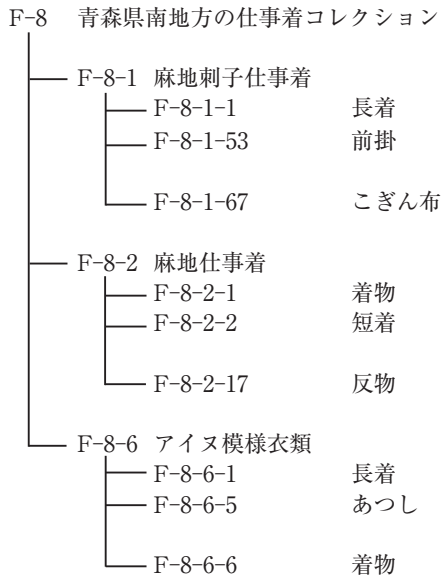 F-8 青森県南地方の仕事着コレクション
F-8-1 麻地刺子仕事着
F-8-1-1 長着
F-8-1-53 前掛
F-8-1-67 こぎん布
F-8-2 麻地仕事着
F-8-2-1 着物
F-8-2-2 短着
F-8-2-17 反物
F-8-6 アイヌ模様衣類
F-8-6-1 長着
F-8-6-5 あつし
F-8-6-6 着物